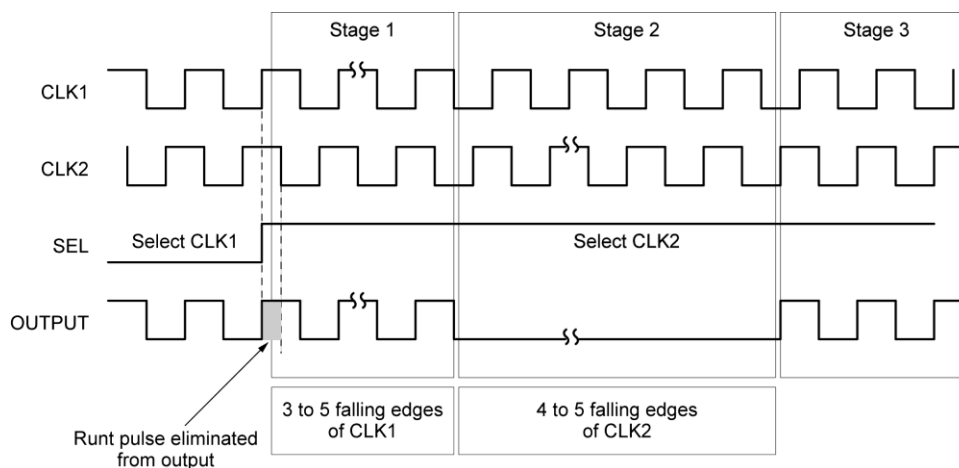 Stage 1
Stage 2
Stage 3
CLK1
CLK2
SEL
Select CLK1
Select CLK2
OUTPUT
3 to 5 falling edges
of CLK1
4 to 5 falling edges
of CLK2
Runt pulse eliminated
from output